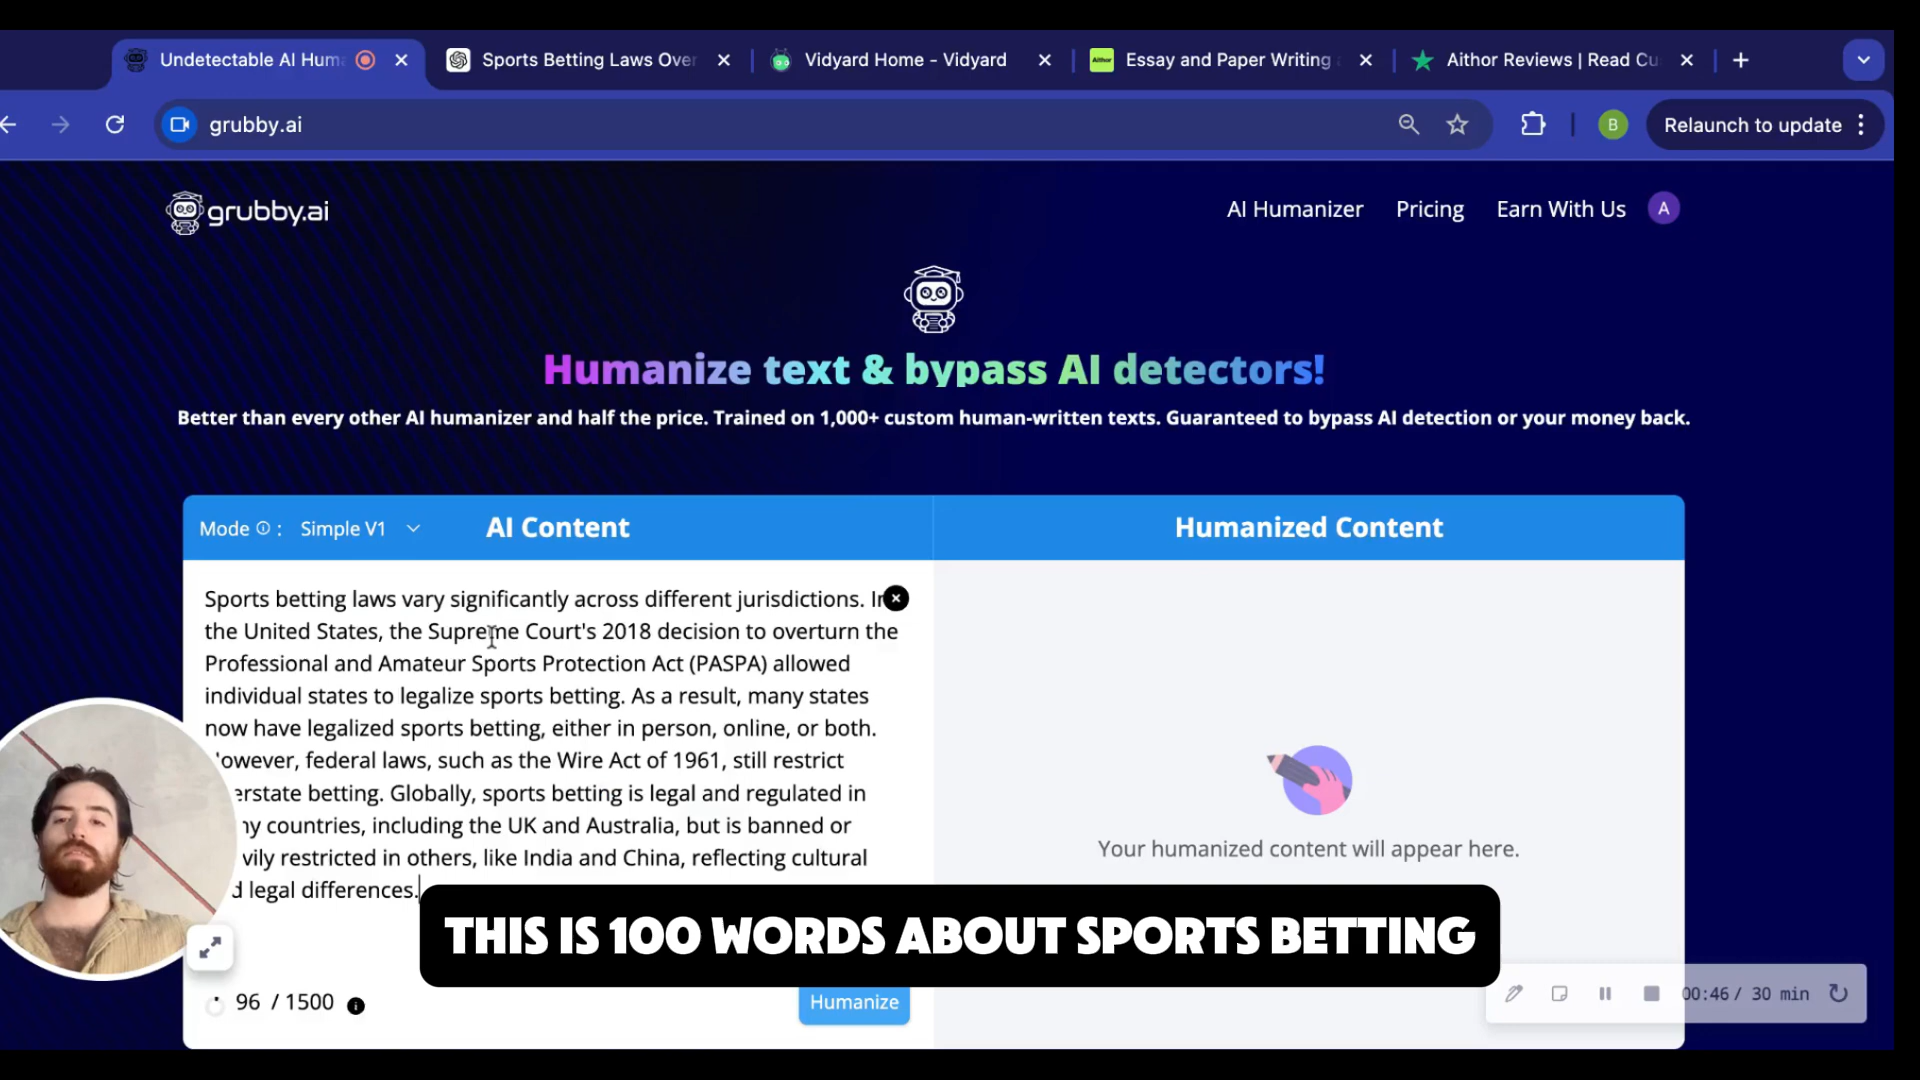 Undetectable AI Hum
Sports Betting Laws Over
Vidyard Home - Vidyard
Aithor
Essay and Paper Writing
Aithor Reviews | Read Cu
grubby.ai
B
Relaunch to update
grubby.ai
AI Humanizer
Pricing
Earn With Us
A
Humanize text & bypass AI detectors!
Better than every other AI humanizer and half the price. Trained on 1,000+ custom human-written texts. Guaranteed to bypass AI detection or your money back.
Mode : Simple V1
AI Content
Humanized Content
Sports betting laws vary significantly across different jurisdictions. In
the United States, the Supreme Court's 2018 decision to overturn the
Professional and Amateur Sports Protection Act (PASPA) allowed
individual states to legalize sports betting. As a result, many states
now have legalized sports betting, either in person, online, or both.
owever, federal laws, such as the Wire Act of 1961, still restrict
erstate betting. Globally, sports betting is legal and regulated in
ny countries, including the UK and Australia, but is banned or
vily restricted in others, like India and China, reflecting cultural
d legal differences.
Your humanized content will appear here.
THIS IS 100 WORDS ABOUT SPORTS BETTING
96 / 1500
Humanize
00:46 / 30 min